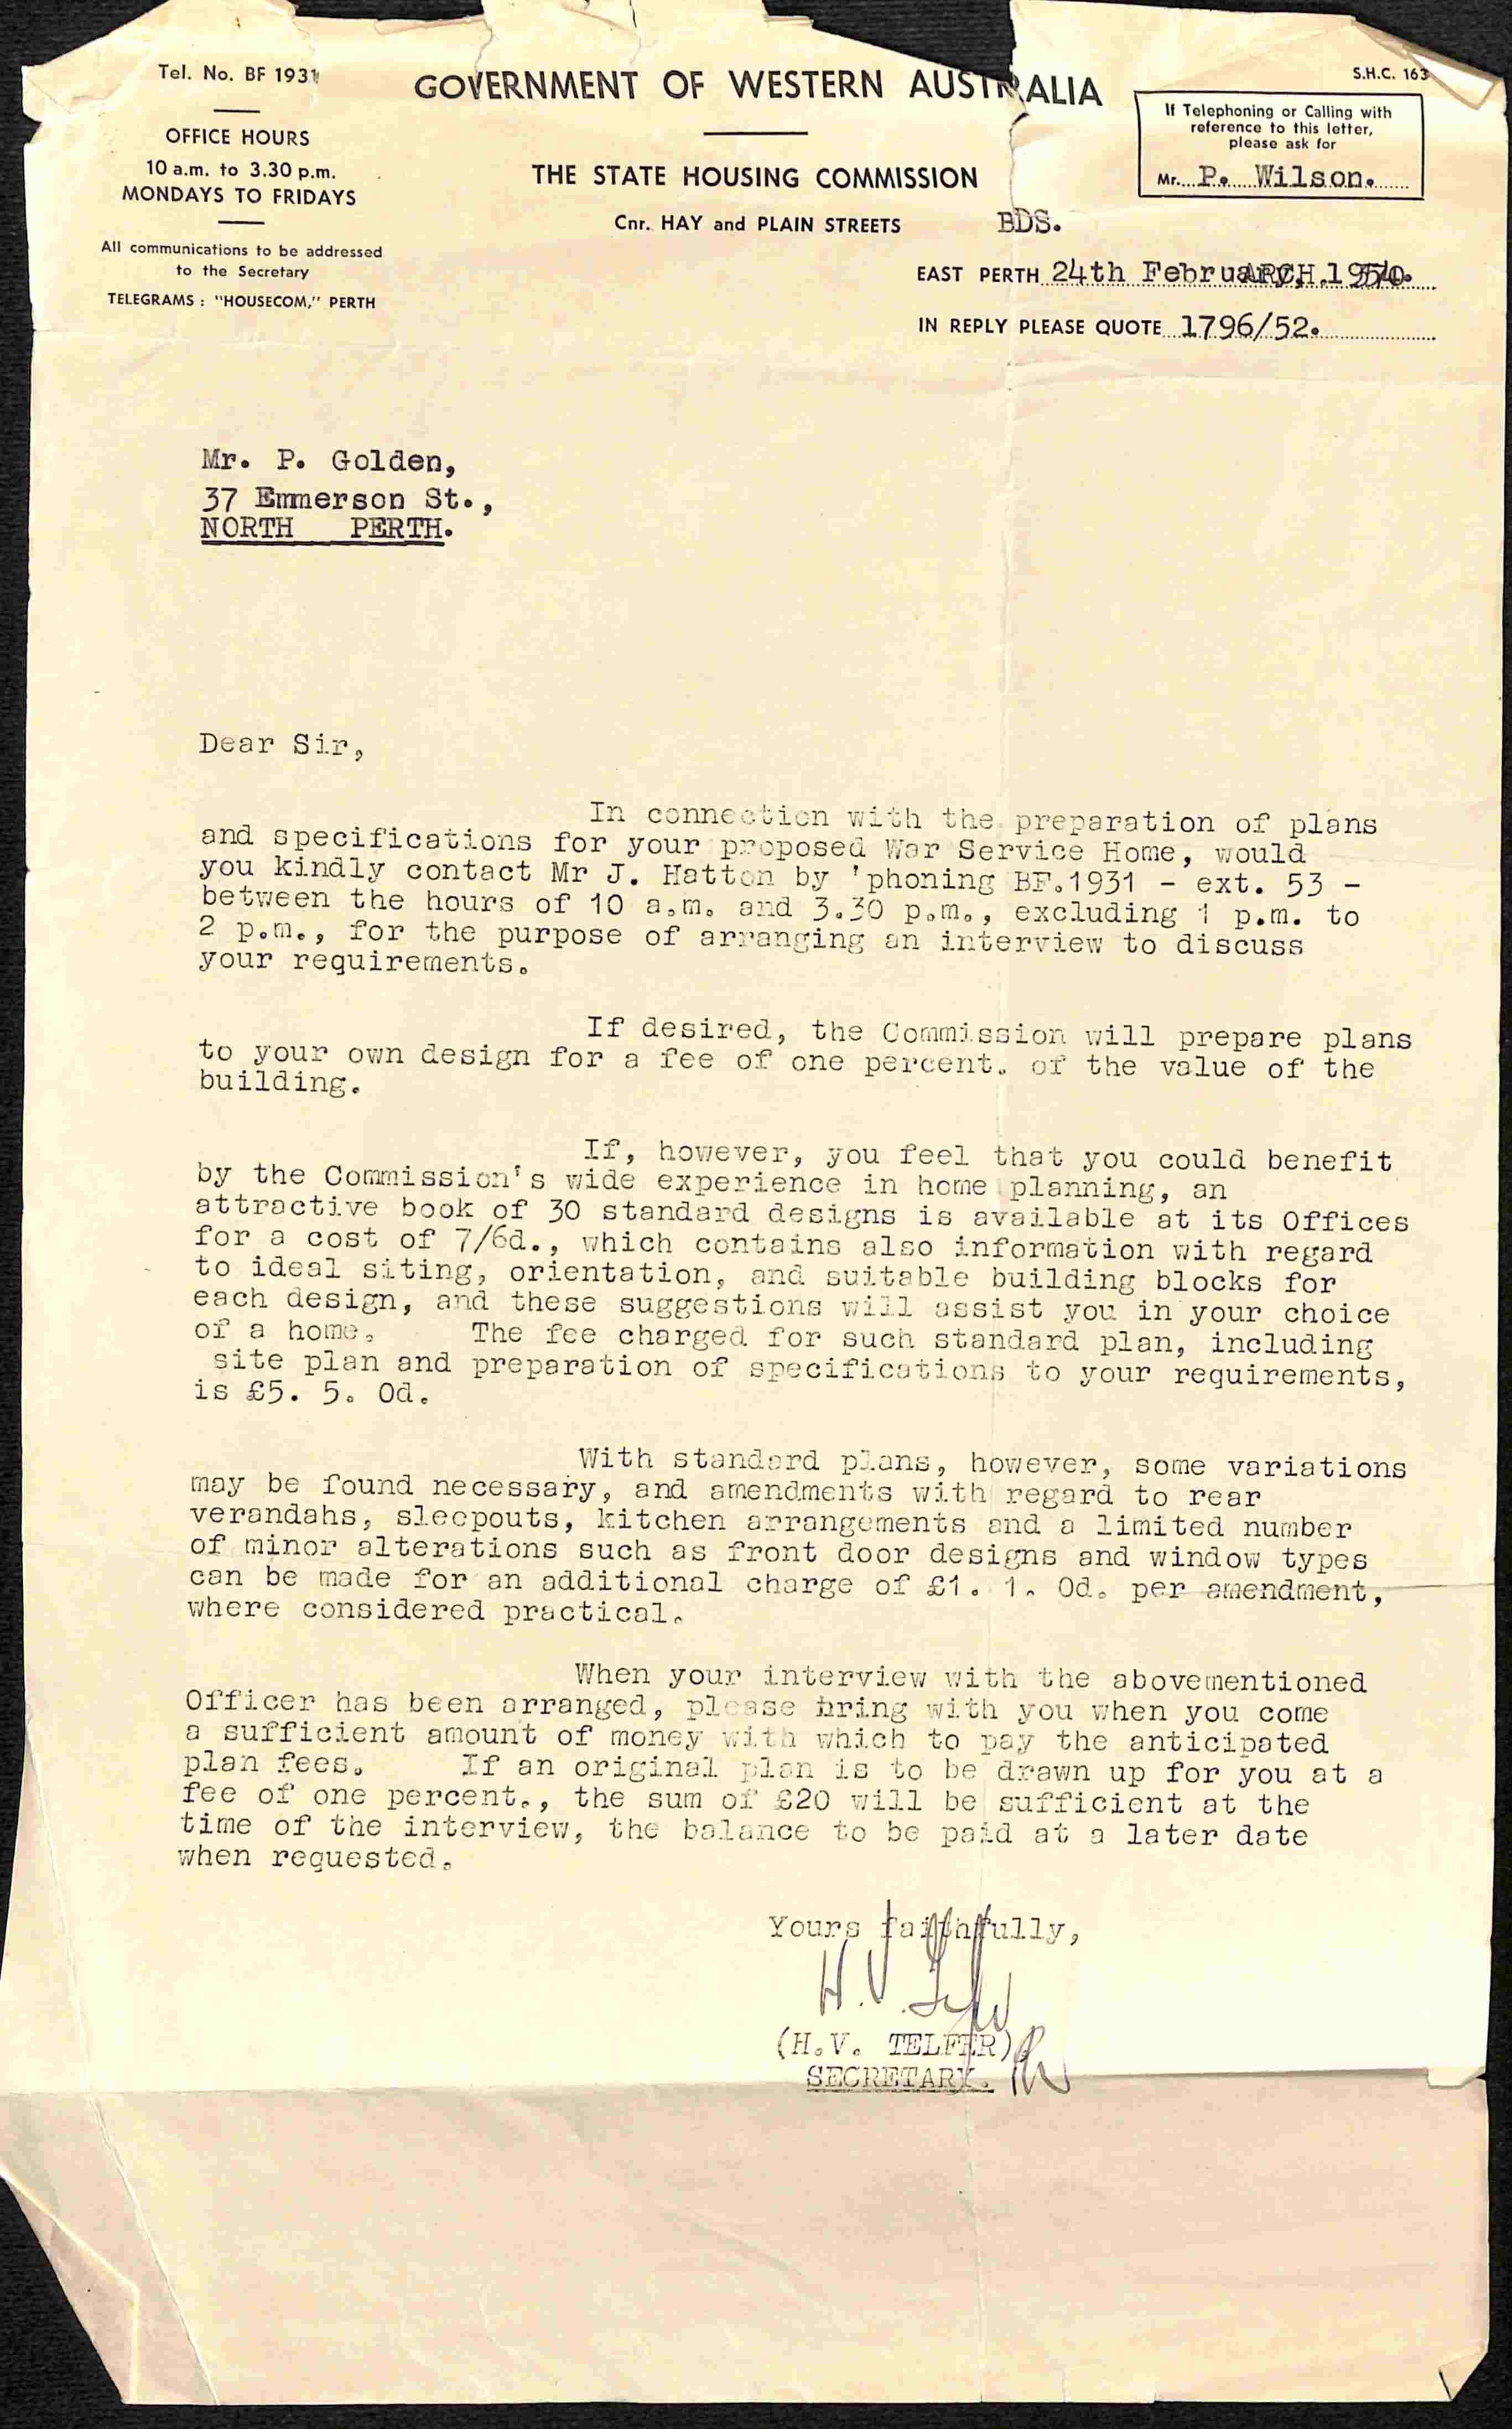 Tel. No. BF 1931
GOVERNMENT OF WESTERN AUSTRALIA
S.H.C. 163
OFFICE HOURS
10 a.m. to 3.30 p.m.
MONDAYS TO FRIDAYS
All communications to be addressed
to the Secretary
TELEGRAMS : "HOUSECOM," PERTH
THE STATE HOUSING COMMISSION
Cnr. HAY and PLAIN STREETS
If Telephoning or Calling with
reference to this letter,
please ask for
Mr. P. Wilson.
BDS.
EAST PERTH 24th February,
IN REPLY PLEASE QUOTE 1796/52.
Mr. P. Golden,
37 Emmerson St.,
NORTH PERTH.
Dear Sir,
In connection with the preparation of plans
and specifications for your proposed War Service Home, would
you kindly contact Mr J. Hatton by 'phoning BF.1931 - ext. 53 -
between the hours of 10 a.m. and 3.30 p.m., excluding 1 p.m. to
2 p.m., for the purpose of arranging an interview to discuss
your requirements.
If desired, the Commission will prepare plans
to your own design for a fee of one percent. of the value of the
building.
If, however, you feel that you could benefit
by the Commission's wide experience in home planning, an
attractive book of 30 standard designs is available at its Offices
for a cost of 7/6d., which contains also information with regard
to ideal siting, orientation, and suitable building blocks for
each design, and these suggestions will assist you in your choice
of a home. The fee charged for such standard plan, including
site plan and preparation of specifications to your requirements,
is £5. 5. 0d.
With standard plans, however, some variations
may be found necessary, and amendments with regard to rear
verandahs, sleepouts, kitchen arrangements and a limited number
of minor alterations such as front door designs and window types
can be made for an additional charge of £1. 1. 0d. per amendment,
where considered practical.
When your interview with the abovementioned
Officer has been arranged, please bring with you when you come
a sufficient amount of money with which to pay the anticipated
plan fees. If an original plan is to be drawn up for you at a
fee of one percent., the sum of £20 will be sufficient at the
time of the interview, the balance to be paid at a later date
when requested.
Yours faithfully,
(H.V. TELFER)
SECRETARY.